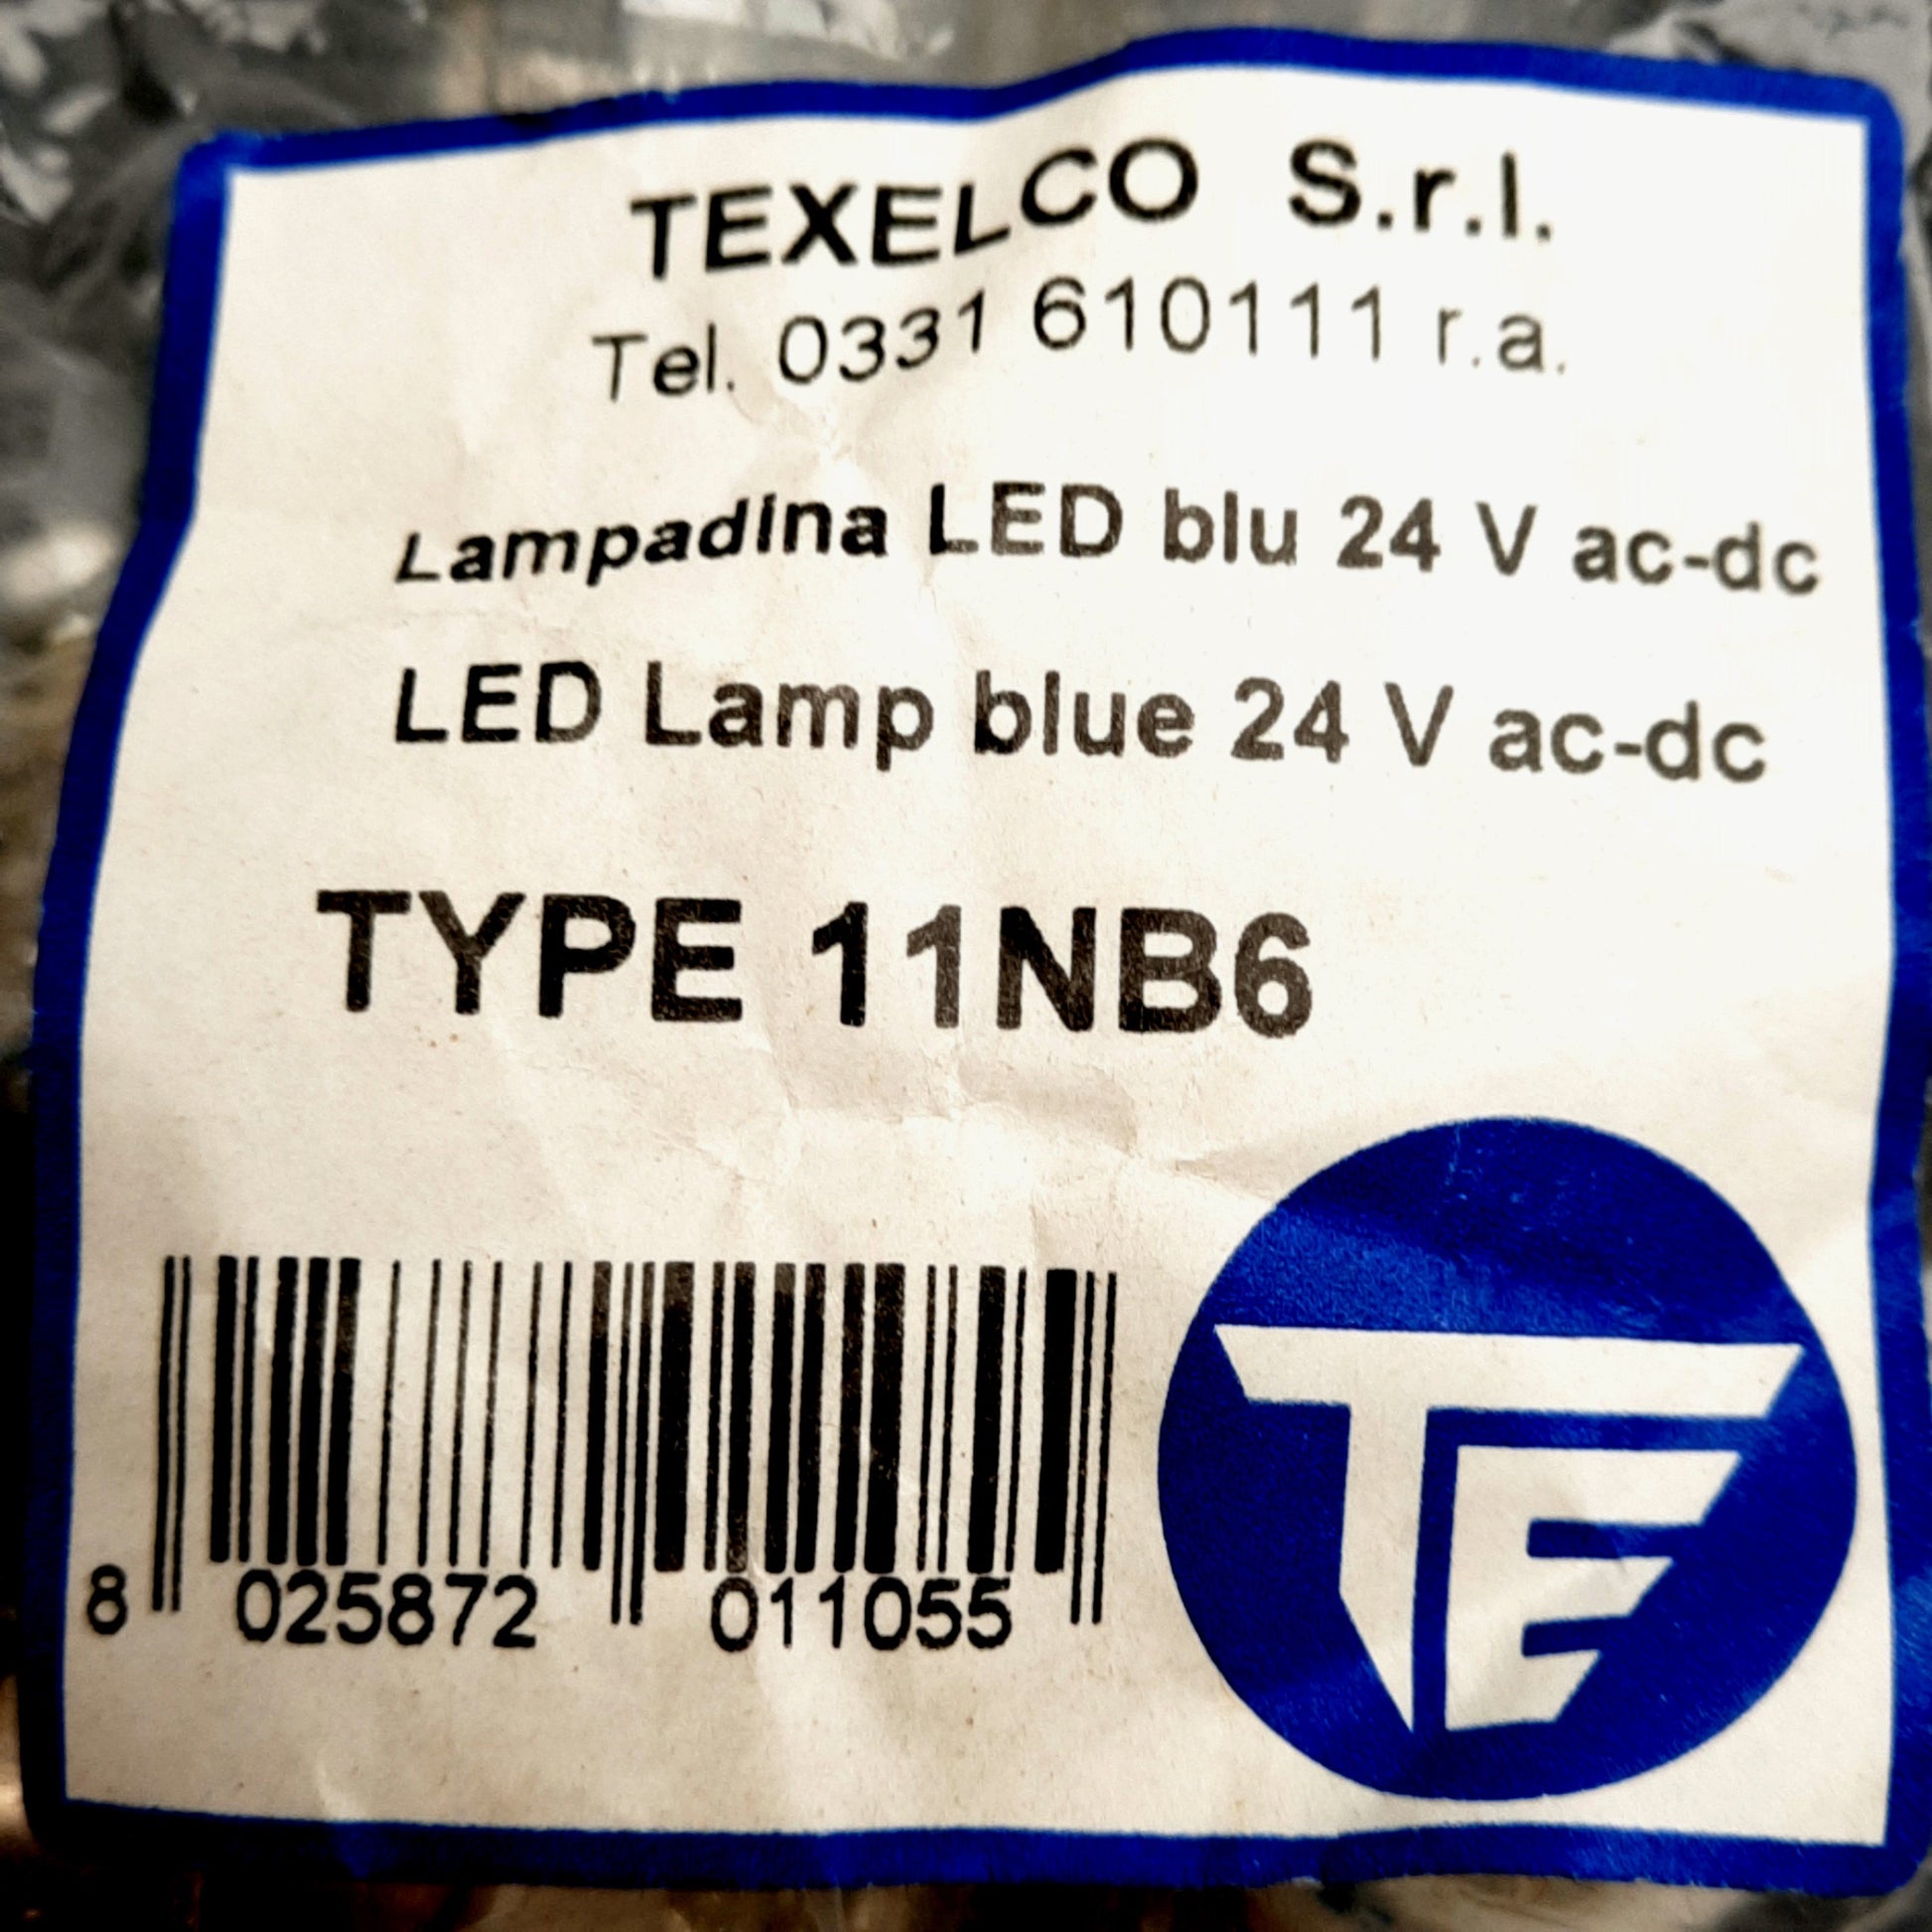 TEXELCO S.r.l.
Tel. 0331 610111 r.a.
Lampadina LED blu 24 V ac-dc
LED Lamp blue 24 V ac-dc
TYPE 11NB6
8 025872 011055
TE